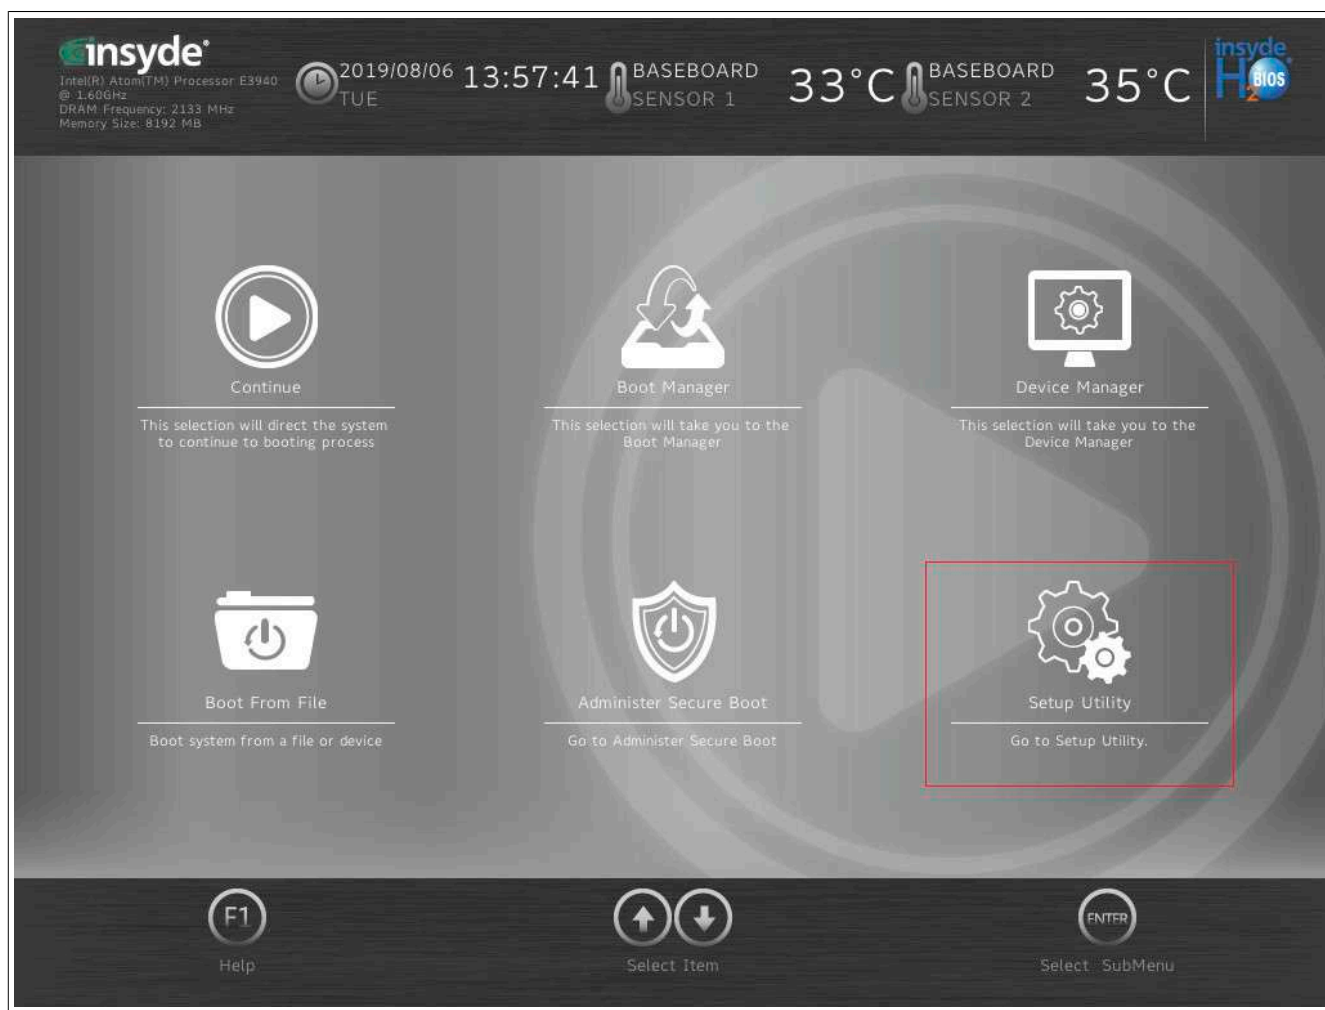 insyde®
Intel(R) Atom(TM) Processor E3940
@ 1.60GHz
DRAM Frequency: 2133 MHz
Memory Size: 8192 MB
2019/08/06
TUE
13:57:41
BASEBOARD
SENSOR 1
33°C
BASEBOARD
SENSOR 2
35°C
insyde
H2BIOS®
Continue
This selection will direct the system
to continue to booting process
Boot Manager
This selection will take you to the
Boot Manager
Device Manager
This selection will take you to the
Device Manager
Boot From File
Boot system from a file or device
Administer Secure Boot
Go to Administer Secure Boot
Setup Utility
Go to Setup Utility.
F1
Help
Select Item
ENTER
Select SubMenu